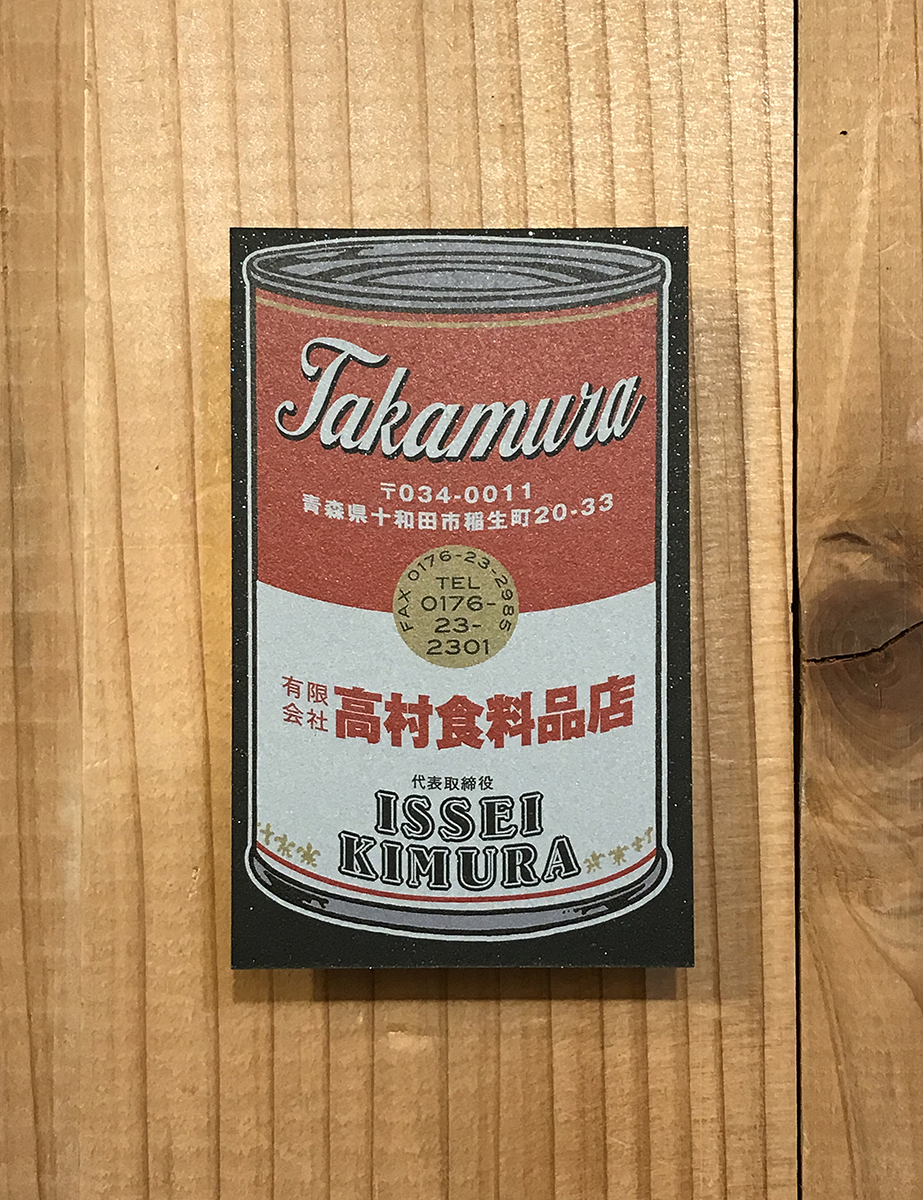 Takamura
〒034-0011
青森県十和田市稲生町20-33
FAX 0176-23-2985
TEL
0176-
23-
2301
有限
会社
高村食料品店
代表取締役
ISSEI
KIMURA